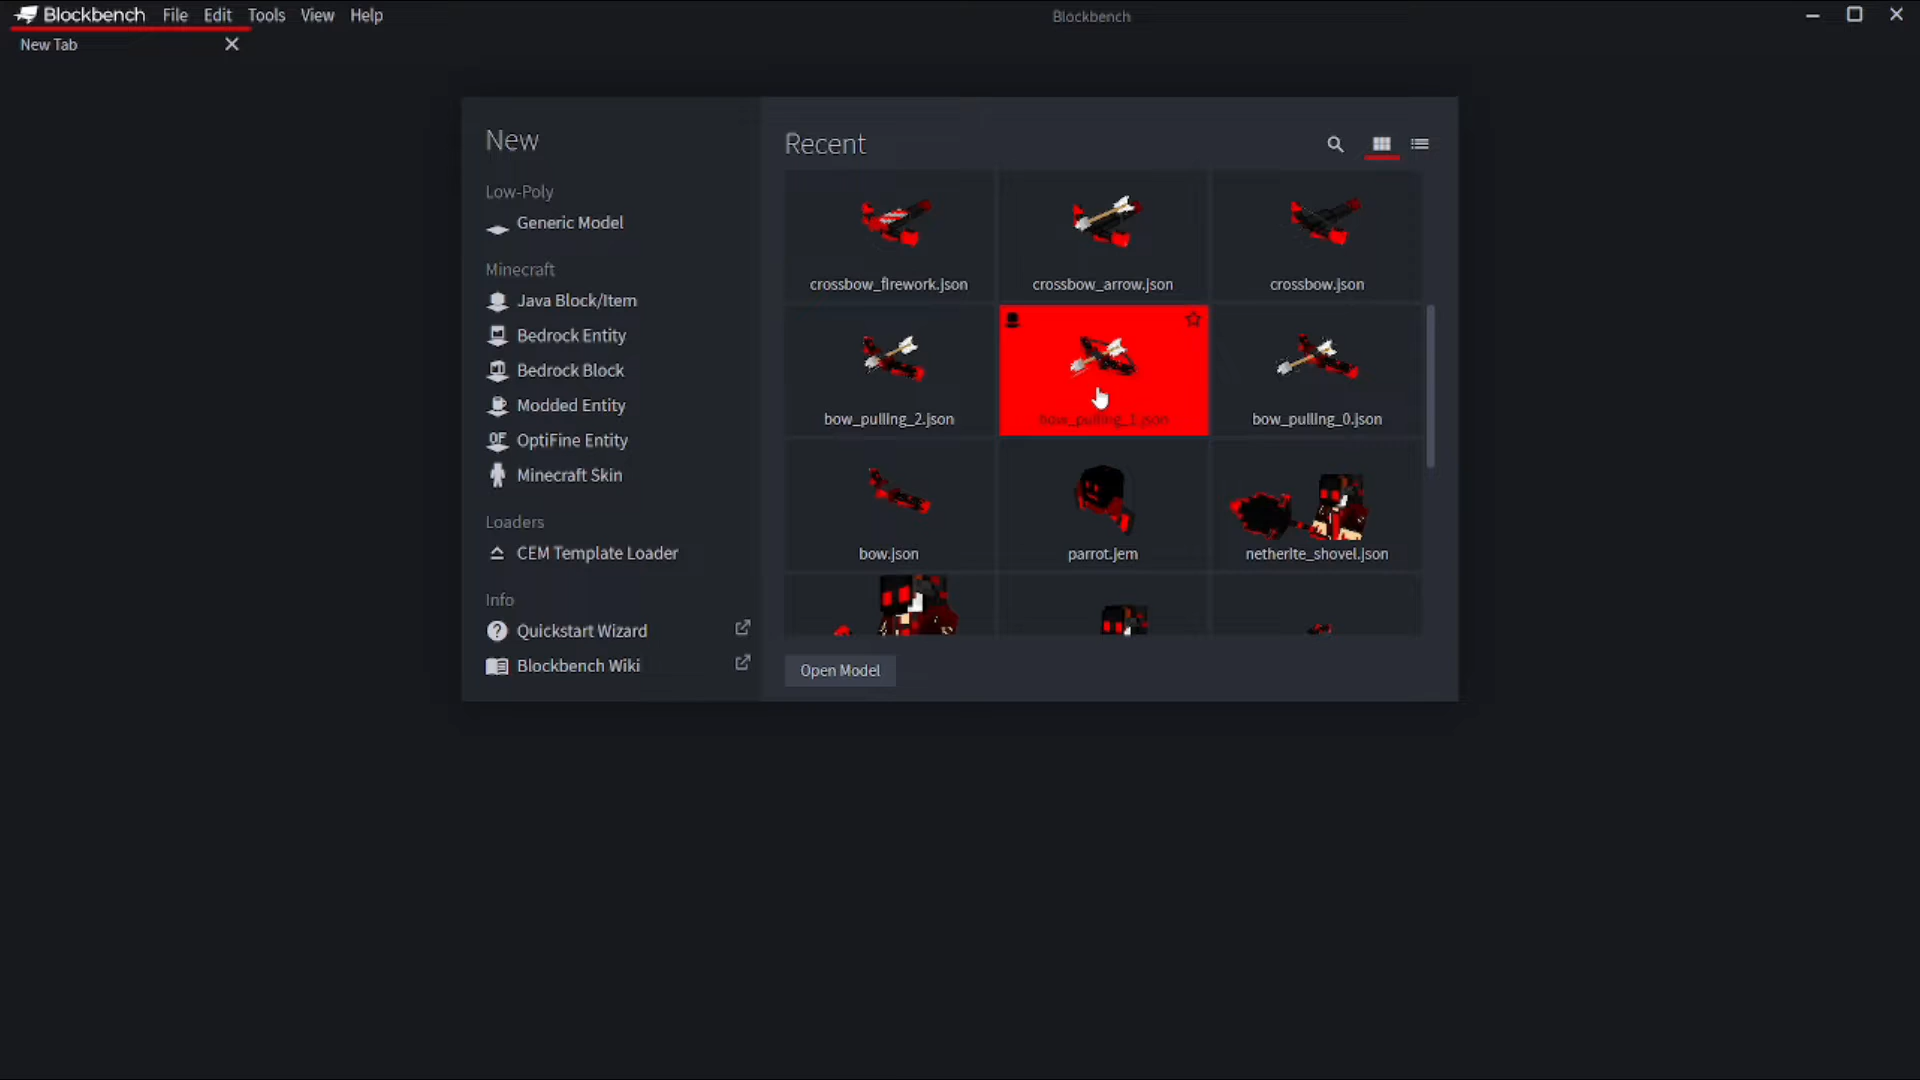 Blockbench File Edit Tools View Help
Blockbench
New Tab
New
Low-Poly
Generic Model
Minecraft
Java Block/Item
Bedrock Entity
Bedrock Block
Modded Entity
OptiFine Entity
Minecraft Skin
Loaders
CEM Template Loader
Info
Quickstart Wizard
Blockbench Wiki
Recent
crossbow_firework.json
crossbow_arrow.json
crossbow.json
bow_pulling_2.json
bow_pulling_1.json
bow_pulling_0.json
bow.json
parrot.jem
netherite_shovel.json
Open Model